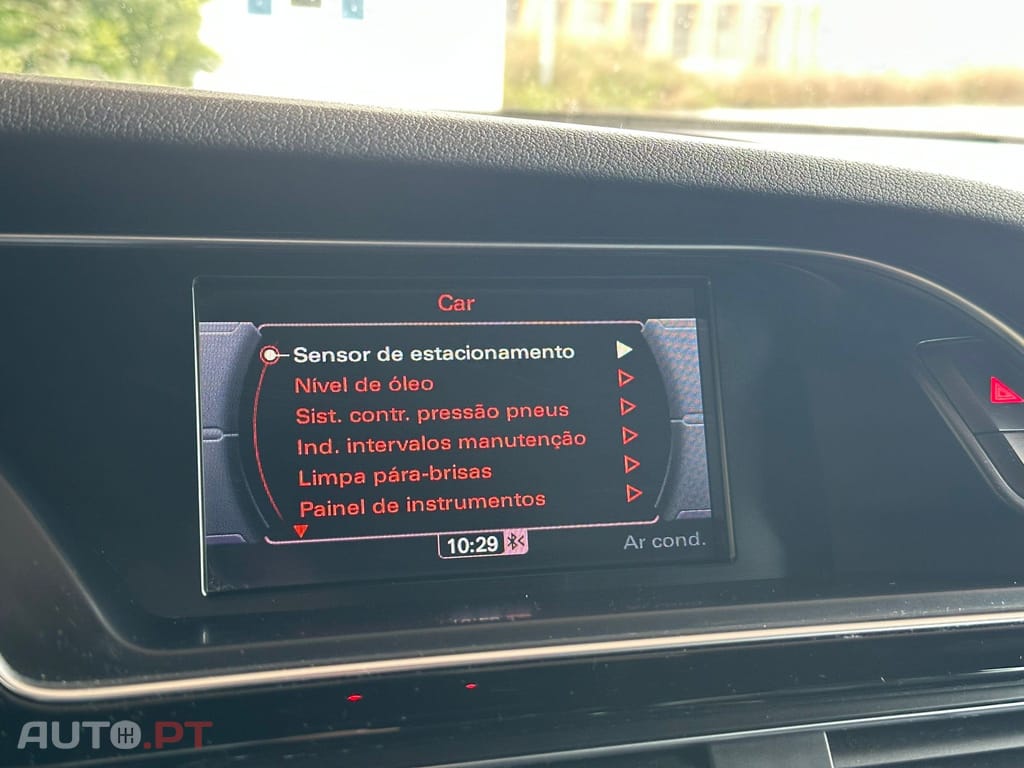 Car
Sensor de estacionamento
Nível de óleo
Sist. contr. pressão pneus
Ind. intervalos manutenção
Limpa pára-brisas
Painel de instrumentos
10:29
Ar cond.
AUTO.PT